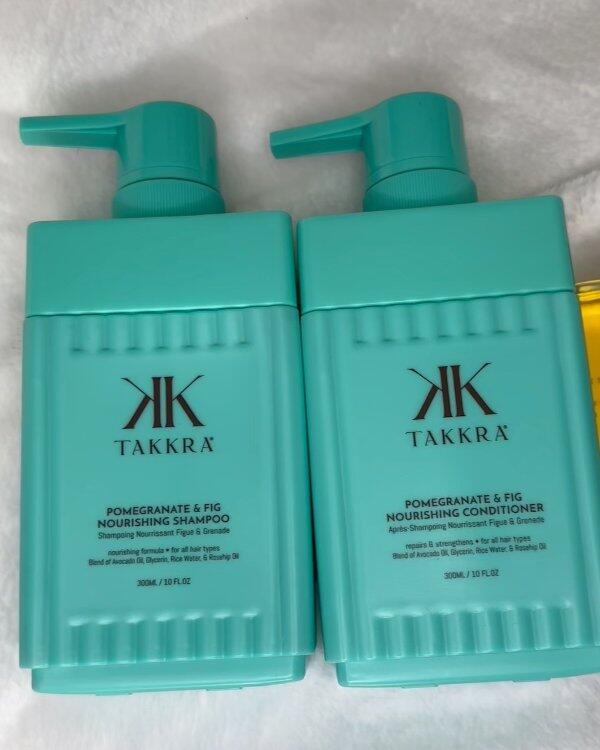 KK
TAKKRA
POMEGRANATE & FIG
NOURISHING SHAMPOO
Shampoing Nourrissant Figue & Grenade
nourishing formula • for all hair types
Blend of Avocado Oil, Glycerin, Rice Water, & Rosehip Oil
300ML / 10 FL.OZ
KK
TAKKRA
POMEGRANATE & FIG
NOURISHING CONDITIONER
Après-Shampoing Nourrissant Figue & Grenade
repairs & strengthens • for all hair types
Blend of Avocado Oil, Glycerin, Rice Water, & Rosehip Oil
300ML / 10 FL.OZ